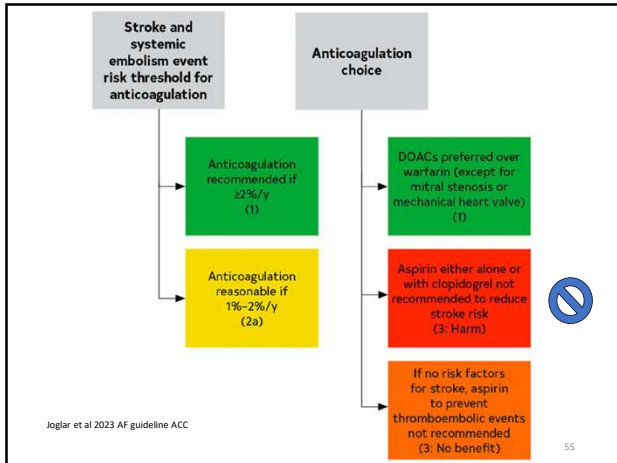 Stroke and
systemic
embolism event
risk threshold for
anticoagulation
Anticoagulation
recommended if
≥2%/y
(1)
Anticoagulation
reasonable if
1%–2%/y
(2a)
Anticoagulation
choice
DOACs preferred over
warfarin (except for
mitral stenosis or
mechanical heart valve)
(1)
Aspirin either alone or
with clopidogrel not
recommended to reduce
stroke risk
(3: Harm)
If no risk factors
for stroke, aspirin
to prevent
thromboembolic events
not recommended
(3: No benefit)
Joglar et al 2023 AF guideline ACC
55